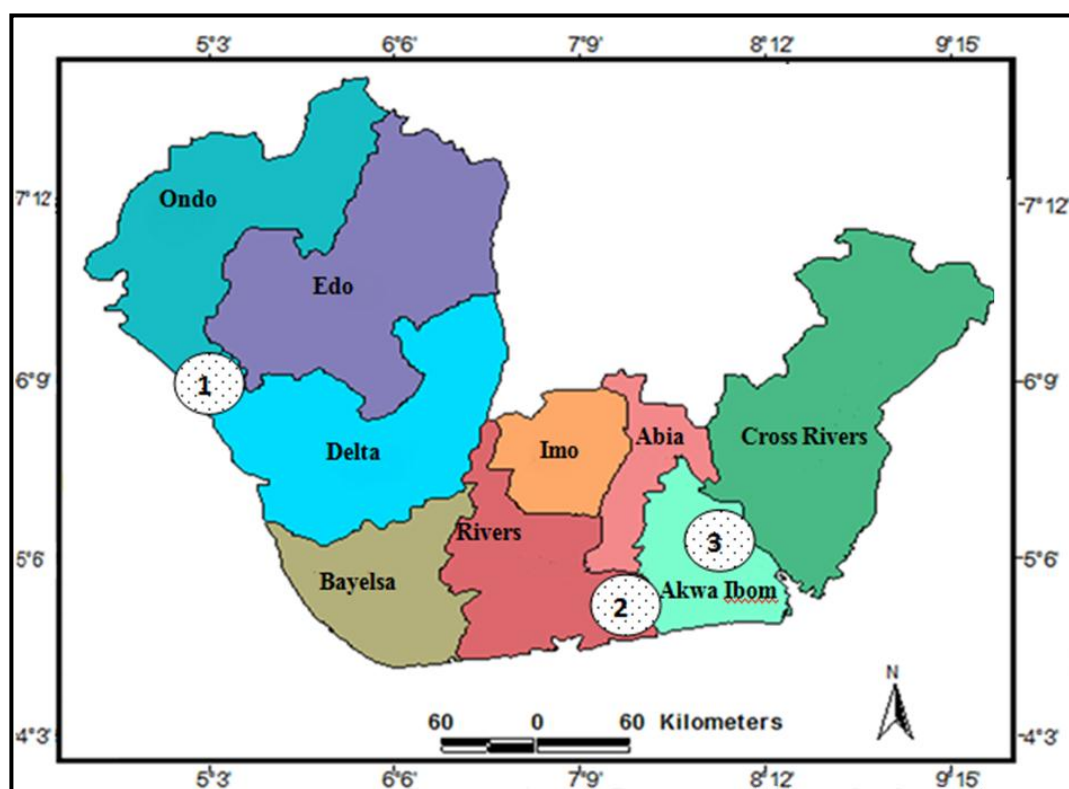 5°3 6°6 7°9 8°12 9°15
7°12 7°12
Ondo
Edo
6°9 6°9
1
Abia
Cross Rivers
Delta
Imo
Rivers
3
5°6 5°6
Bayelsa
Akwa Ibom
2
N
60 0 60 Kilometers
4°3 4°3
5°3 6°6 7°9 8°12 9°15